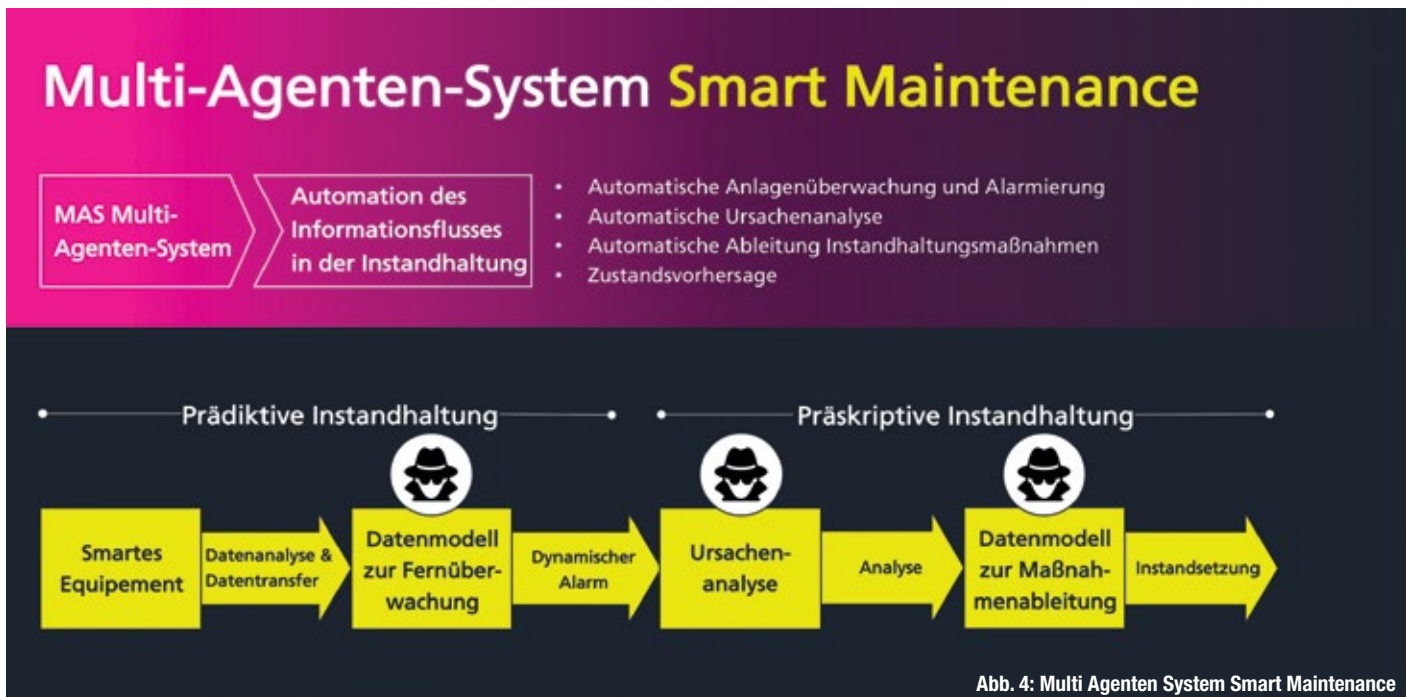 Multi-Agenten-System Smart Maintenance
MAS Multi-
Agenten-System
Automation des
Informationsflusses
in der Instandhaltung
• Automatische Anlagenüberwachung und Alarmierung
• Automatische Ursachenanalyse
• Automatische Ableitung Instandhaltungsmaßnahmen
• Zustandsvorhersage
Prädiktive Instandhaltung
Präskriptive Instandhaltung
Smartes
Equipement
Datenanalyse &
Datentransfer
Datenmodell
zur Fernüber-
wachung
Dynamischer
Alarm
Ursachen-
analyse
Analyse
Datenmodell
zur Maßnah-
menableitung
Instandsetzung
Abb. 4: Multi Agenten System Smart Maintenance